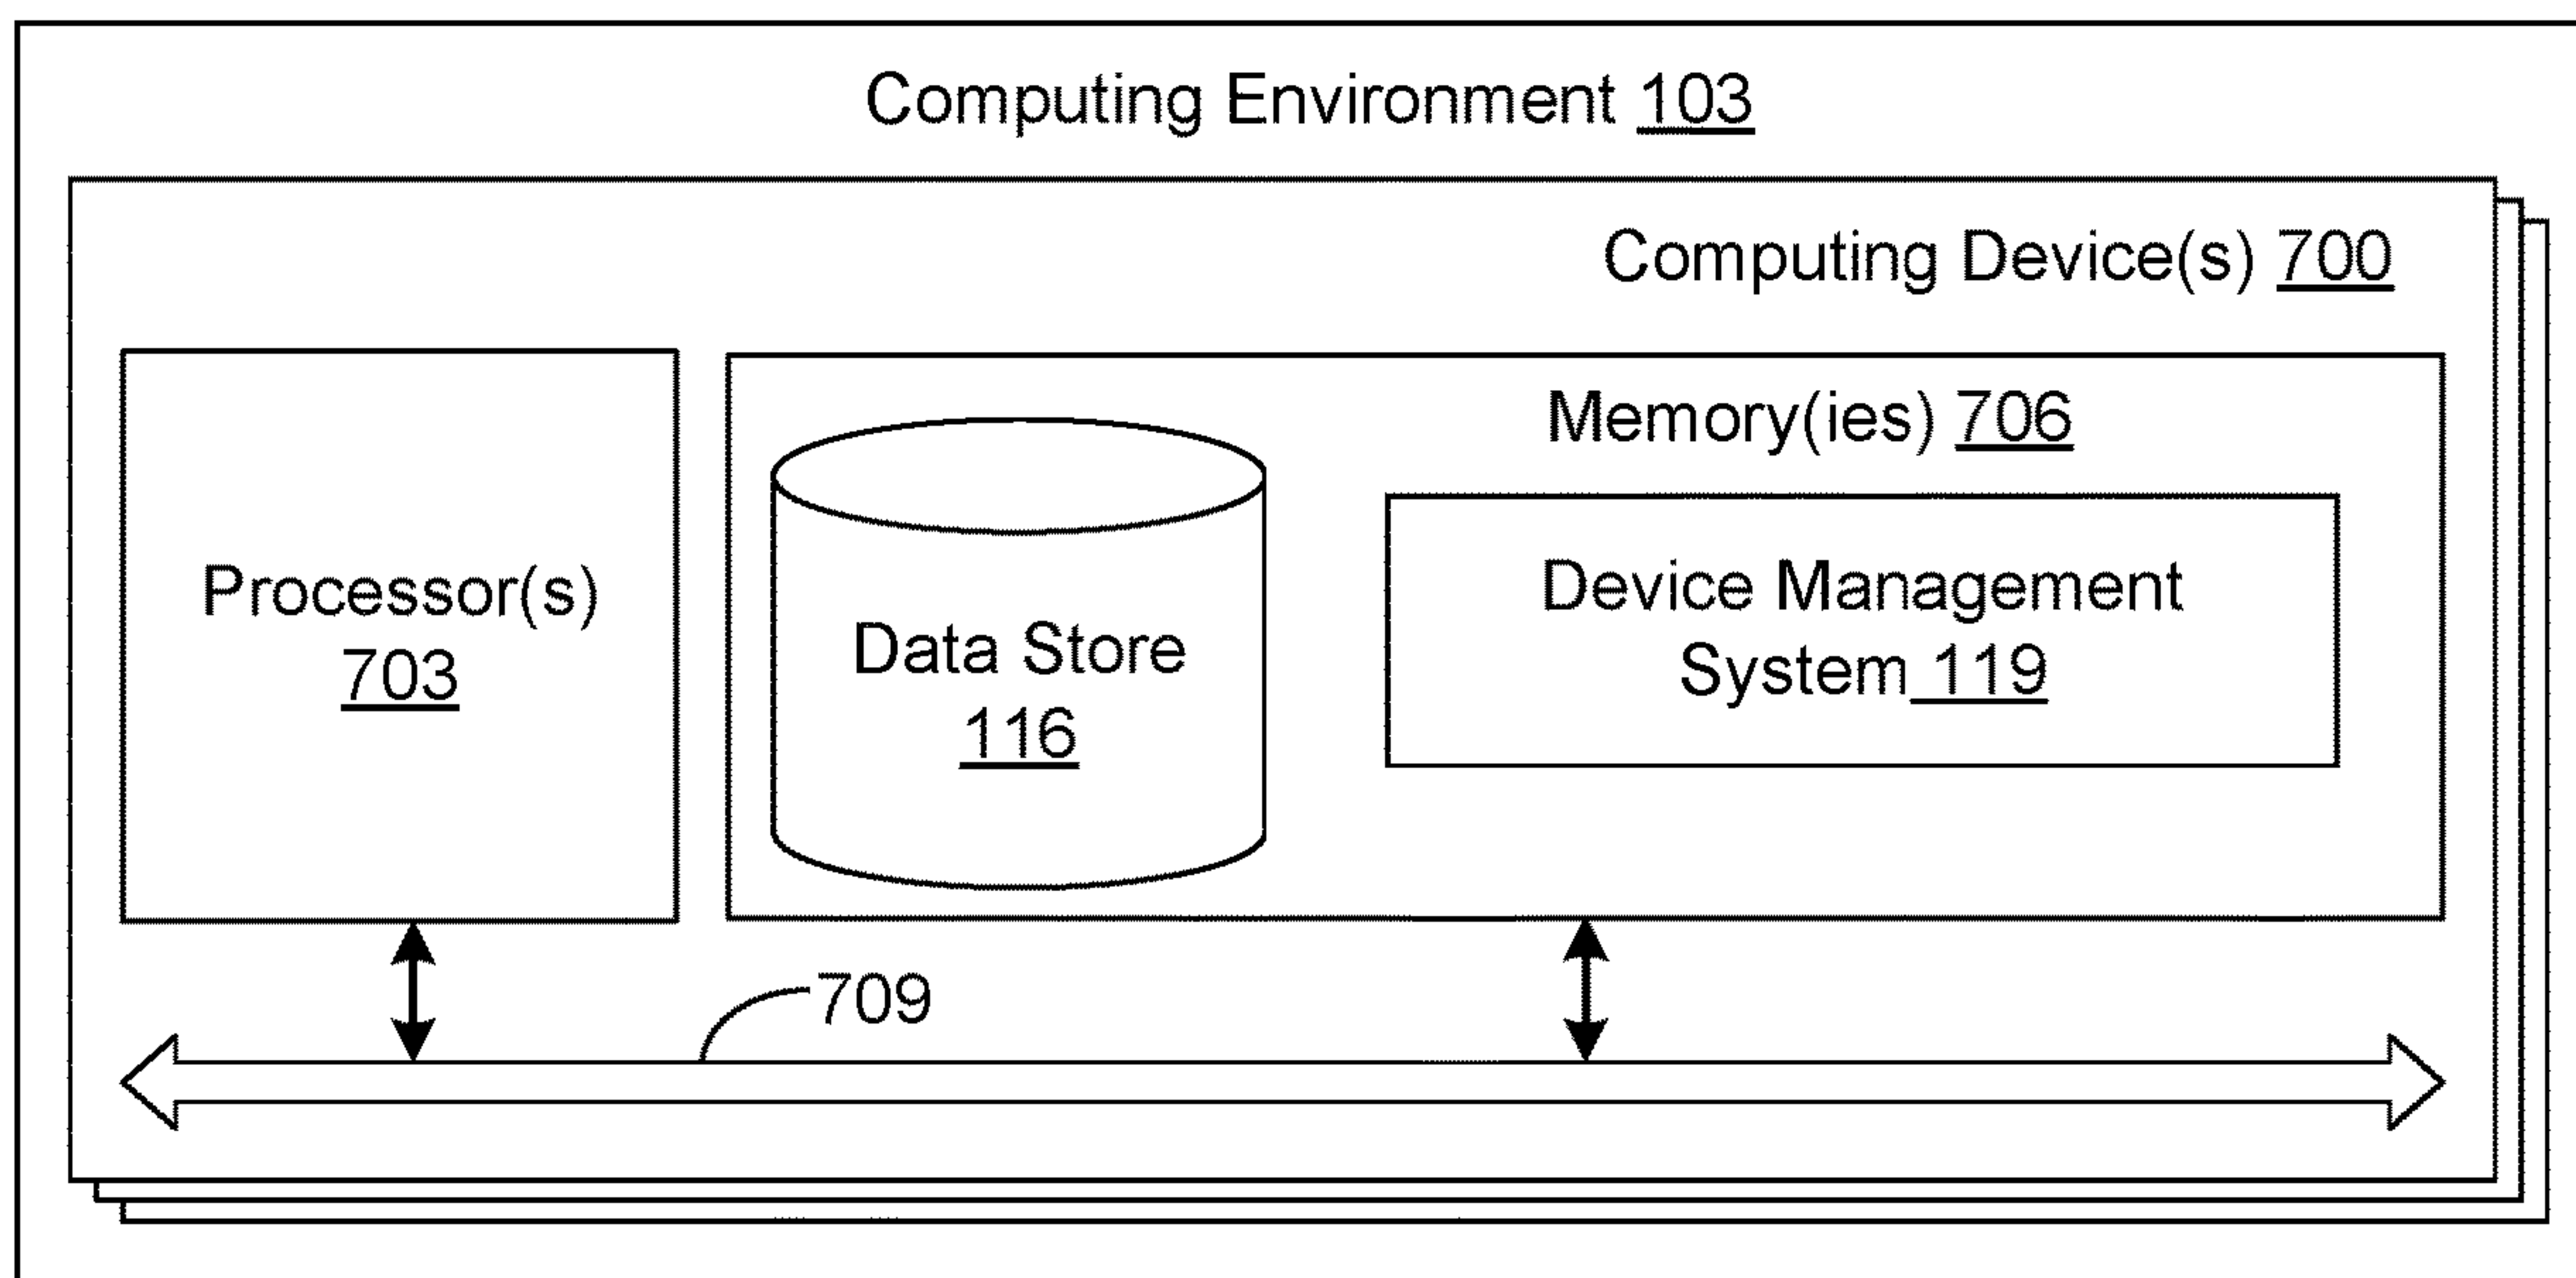 Computing Environment 103
Computing Device(s) 700
Memory(ies) 706
Processor(s)
703
Data Store
116
Device Management
System 119
709